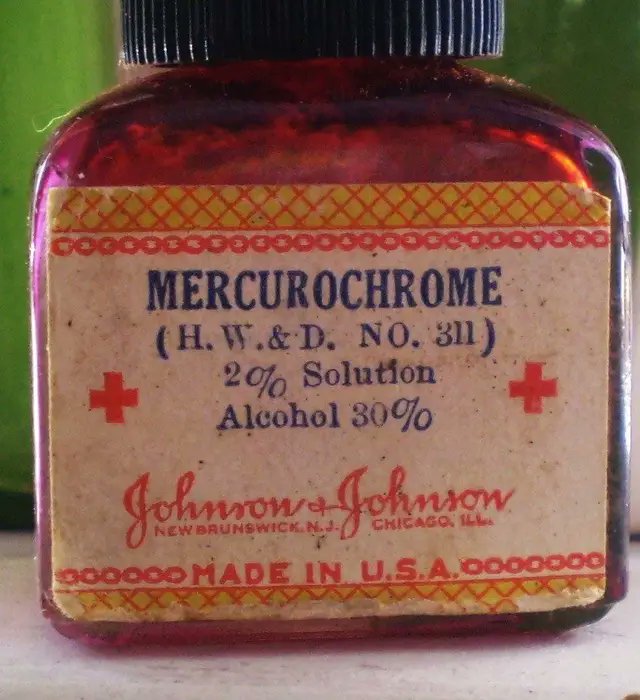 MERCUROCHROME
(H. W. & D. NO. 311)
2% Solution
Alcohol 30%
Johnson + Johnson
NEW BRUNSWICK, N. J. CHICAGO, ILL.
MADE IN U.S.A.